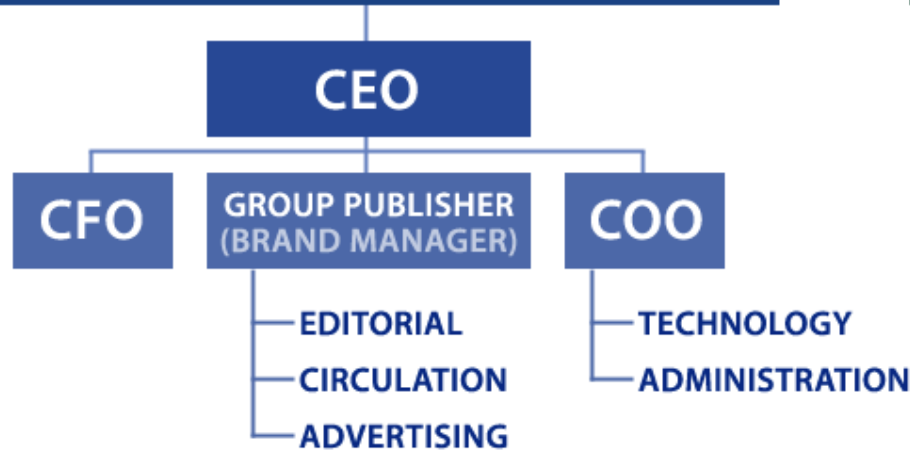 CEO
CFO
GROUP PUBLISHER
(BRAND MANAGER)
COO
EDITORIAL
CIRCULATION
ADVERTISING
TECHNOLOGY
ADMINISTRATION